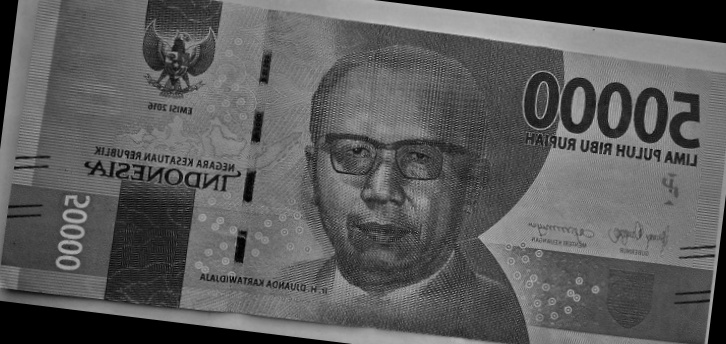 50000
LIMA PULUH RIBU RUPIAH
EMISI 2016
NEGARA KESATUAN REPUBLIK
INDONESIA
GUBERNUR
MENTERI KEUANGAN
50000
Ir. H. DJUANDA KARTAWIDJAJA